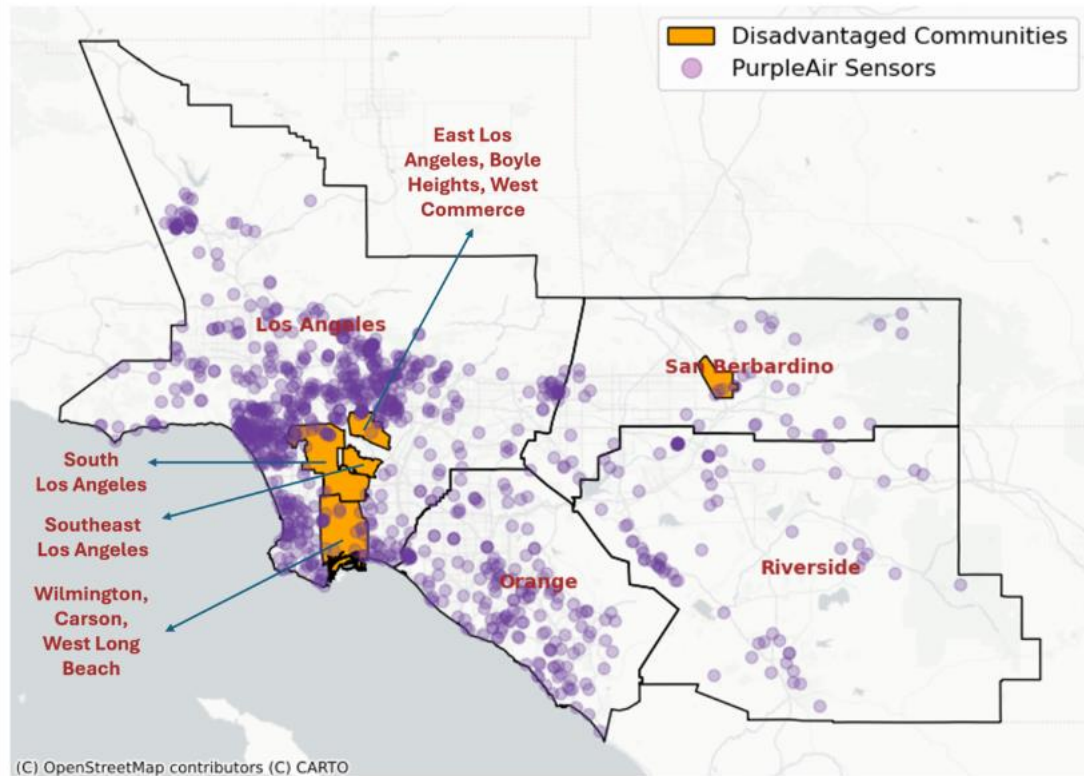 Disadvantaged Communities
PurpleAir Sensors
East Los
Angeles, Boyle
Heights, West
Commerce
Los Angeles
San Berbardino
South
Los Angeles
Southeast
Los Angeles
Wilmington,
Carson,
West Long
Beach
Orange
Riverside
(C) OpenStreetMap contributors (C) CARTO